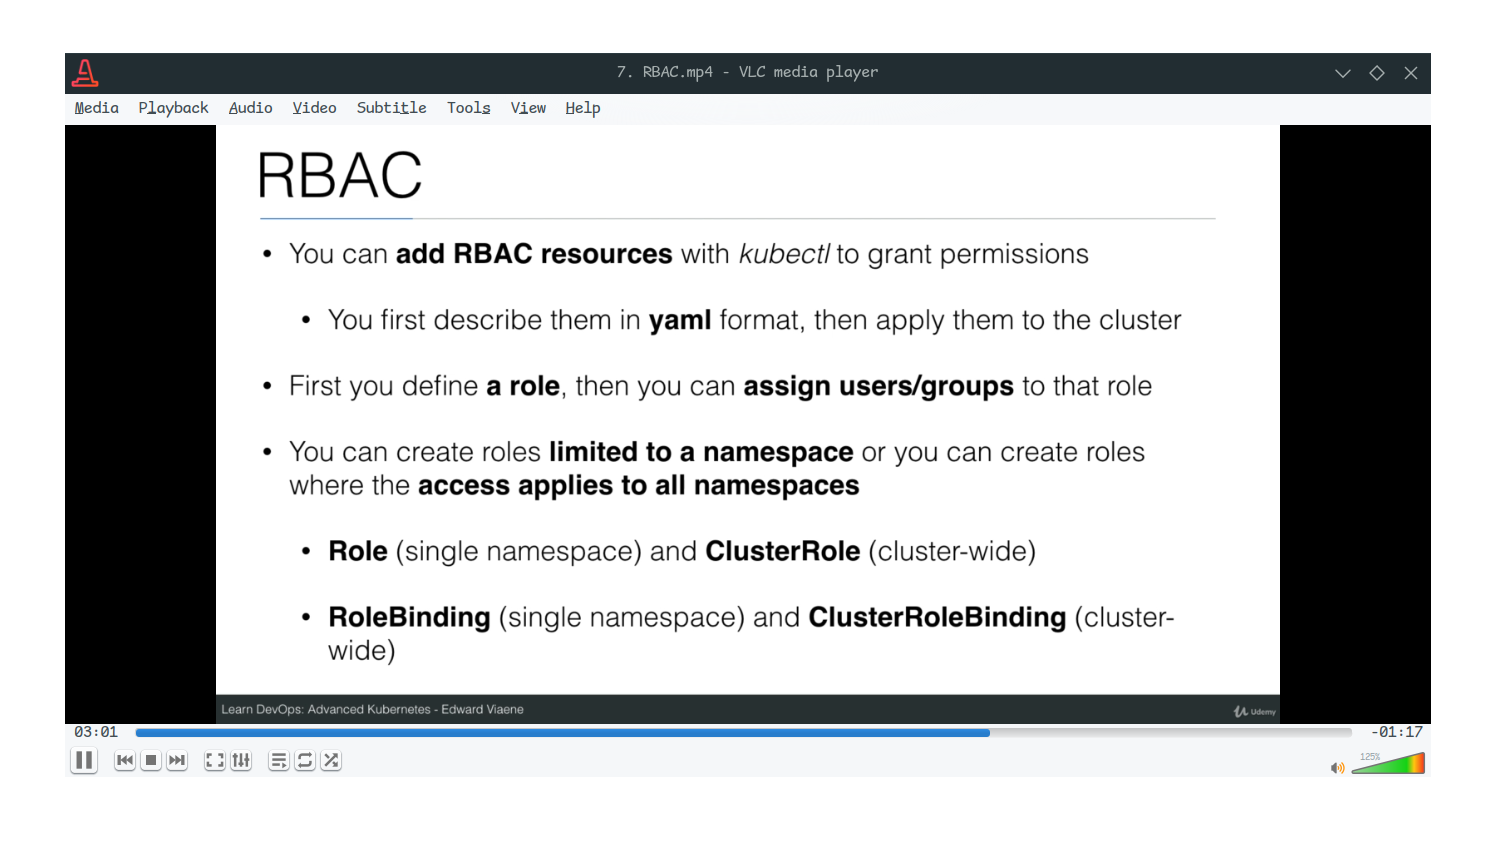 7. RBAC.mp4 - VLC media player
Media Playback Audio Video Subtitle Tools View Help
RBAC
• You can add RBAC resources with kubectl to grant permissions
• You first describe them in yaml format, then apply them to the cluster
• First you define a role, then you can assign users/groups to that role
• You can create roles limited to a namespace or you can create roles
where the access applies to all namespaces
• Role (single namespace) and ClusterRole (cluster-wide)
• RoleBinding (single namespace) and ClusterRoleBinding (cluster-
wide)
Learn DevOps: Advanced Kubernetes - Edward Viaene
Udemy
03:01
-01:17
125%